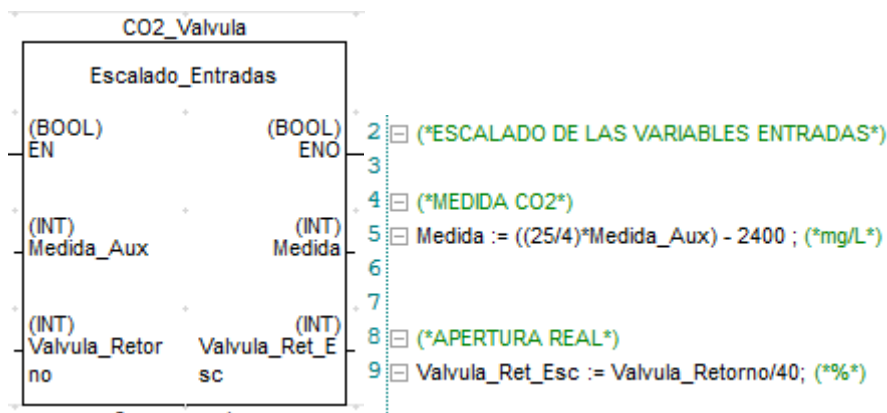 CO2_Valvula
Escalado_Entradas
(BOOL) (BOOL)
EN ENO
(INT) (INT)
Medida_Aux Medida
(INT) (INT)
Valvula_Retor Valvula_Ret_E
no sc
2 (*ESCALADO DE LAS VARIABLES ENTRADAS*)
3
4 (*MEDIDA CO2*)
5 Medida := ((25/4)*Medida_Aux) - 2400 ; (*mg/L*)
6
7
8 (*APERTURA REAL*)
9 Valvula_Ret_Esc := Valvula_Retorno/40; (*%*)